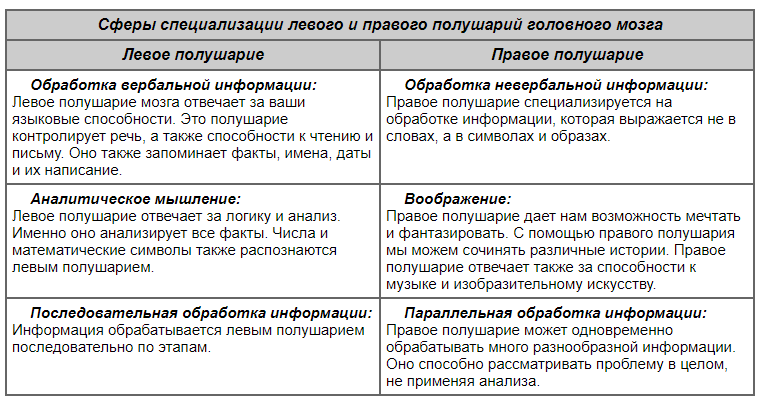 Сферы специализации левого и правого полушарий головного мозга
Левое полушарие
Правое полушарие
Обработка вербальной информации:
Левое полушарие мозга отвечает за ваши
языковые способности. Это полушарие
контролирует речь, а также способности к чтению и
письму. Оно также запоминает факты, имена, даты
и их написание.
Обработка невербальной информации:
Правое полушарие специализируется на
обработке информации, которая выражается не в
словах, а в символах и образах.
Аналитическое мышление:
Левое полушарие отвечает за логику и анализ.
Именно оно анализирует все факты. Числа и
математические символы также распознаются
левым полушарием.
Воображение:
Правое полушарие дает нам возможность мечтать
и фантазировать. С помощью правого полушария
мы можем сочинять различные истории. Правое
полушарие отвечает также за способности к
музыке и изобразительному искусству.
Последовательная обработка информации:
Информация обрабатывается левым полушарием
последовательно по этапам.
Параллельная обработка информации:
Правое полушарие может одновременно
обрабатывать много разнообразной информации.
Оно способно рассматривать проблему в целом,
не применяя анализа.